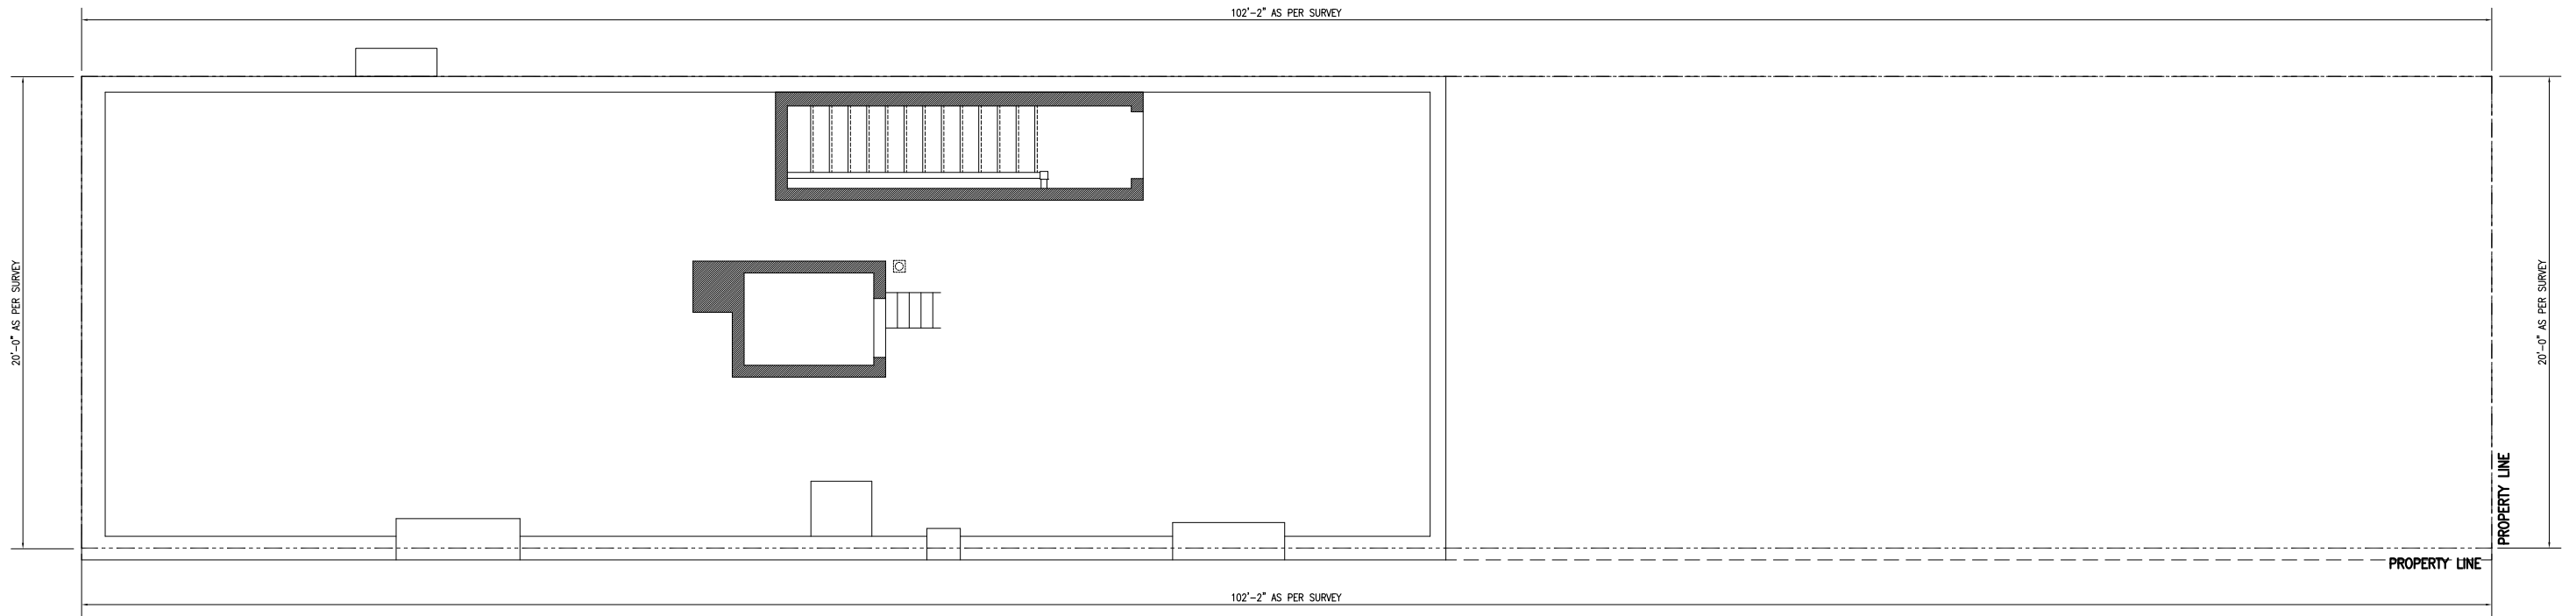 102'-2" AS PER SURVEY
20'-0" AS PER SURVEY
20'-0" AS PER SURVEY
PROPERTY LINE
PROPERTY LINE
102'-2" AS PER SURVEY